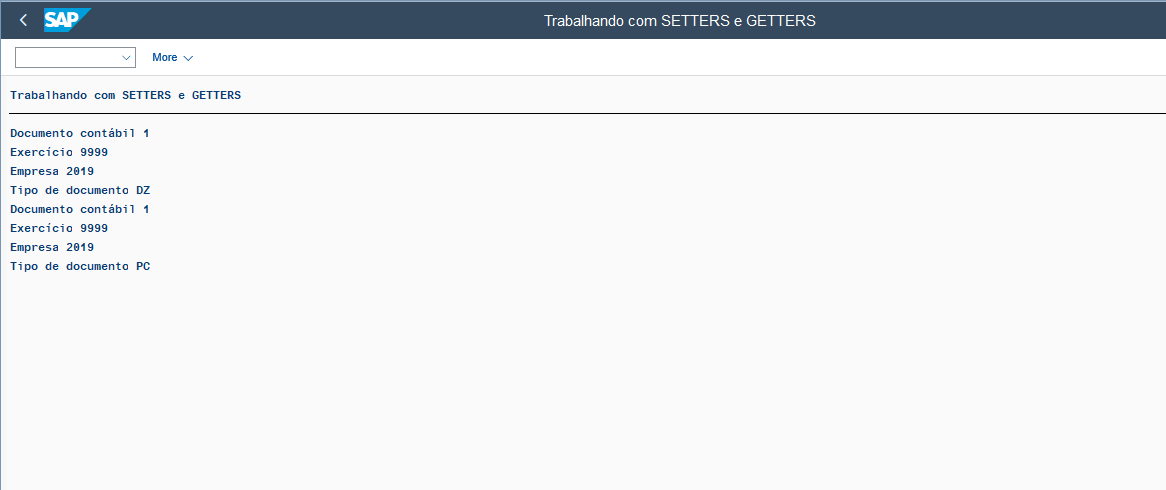 SAP
Trabalhando com SETTERS e GETTERS
More
Trabalhando com SETTERS e GETTERS
Documento contábil 1
Exercício 9999
Empresa 2019
Tipo de documento DZ
Documento contábil 1
Exercício 9999
Empresa 2019
Tipo de documento PC